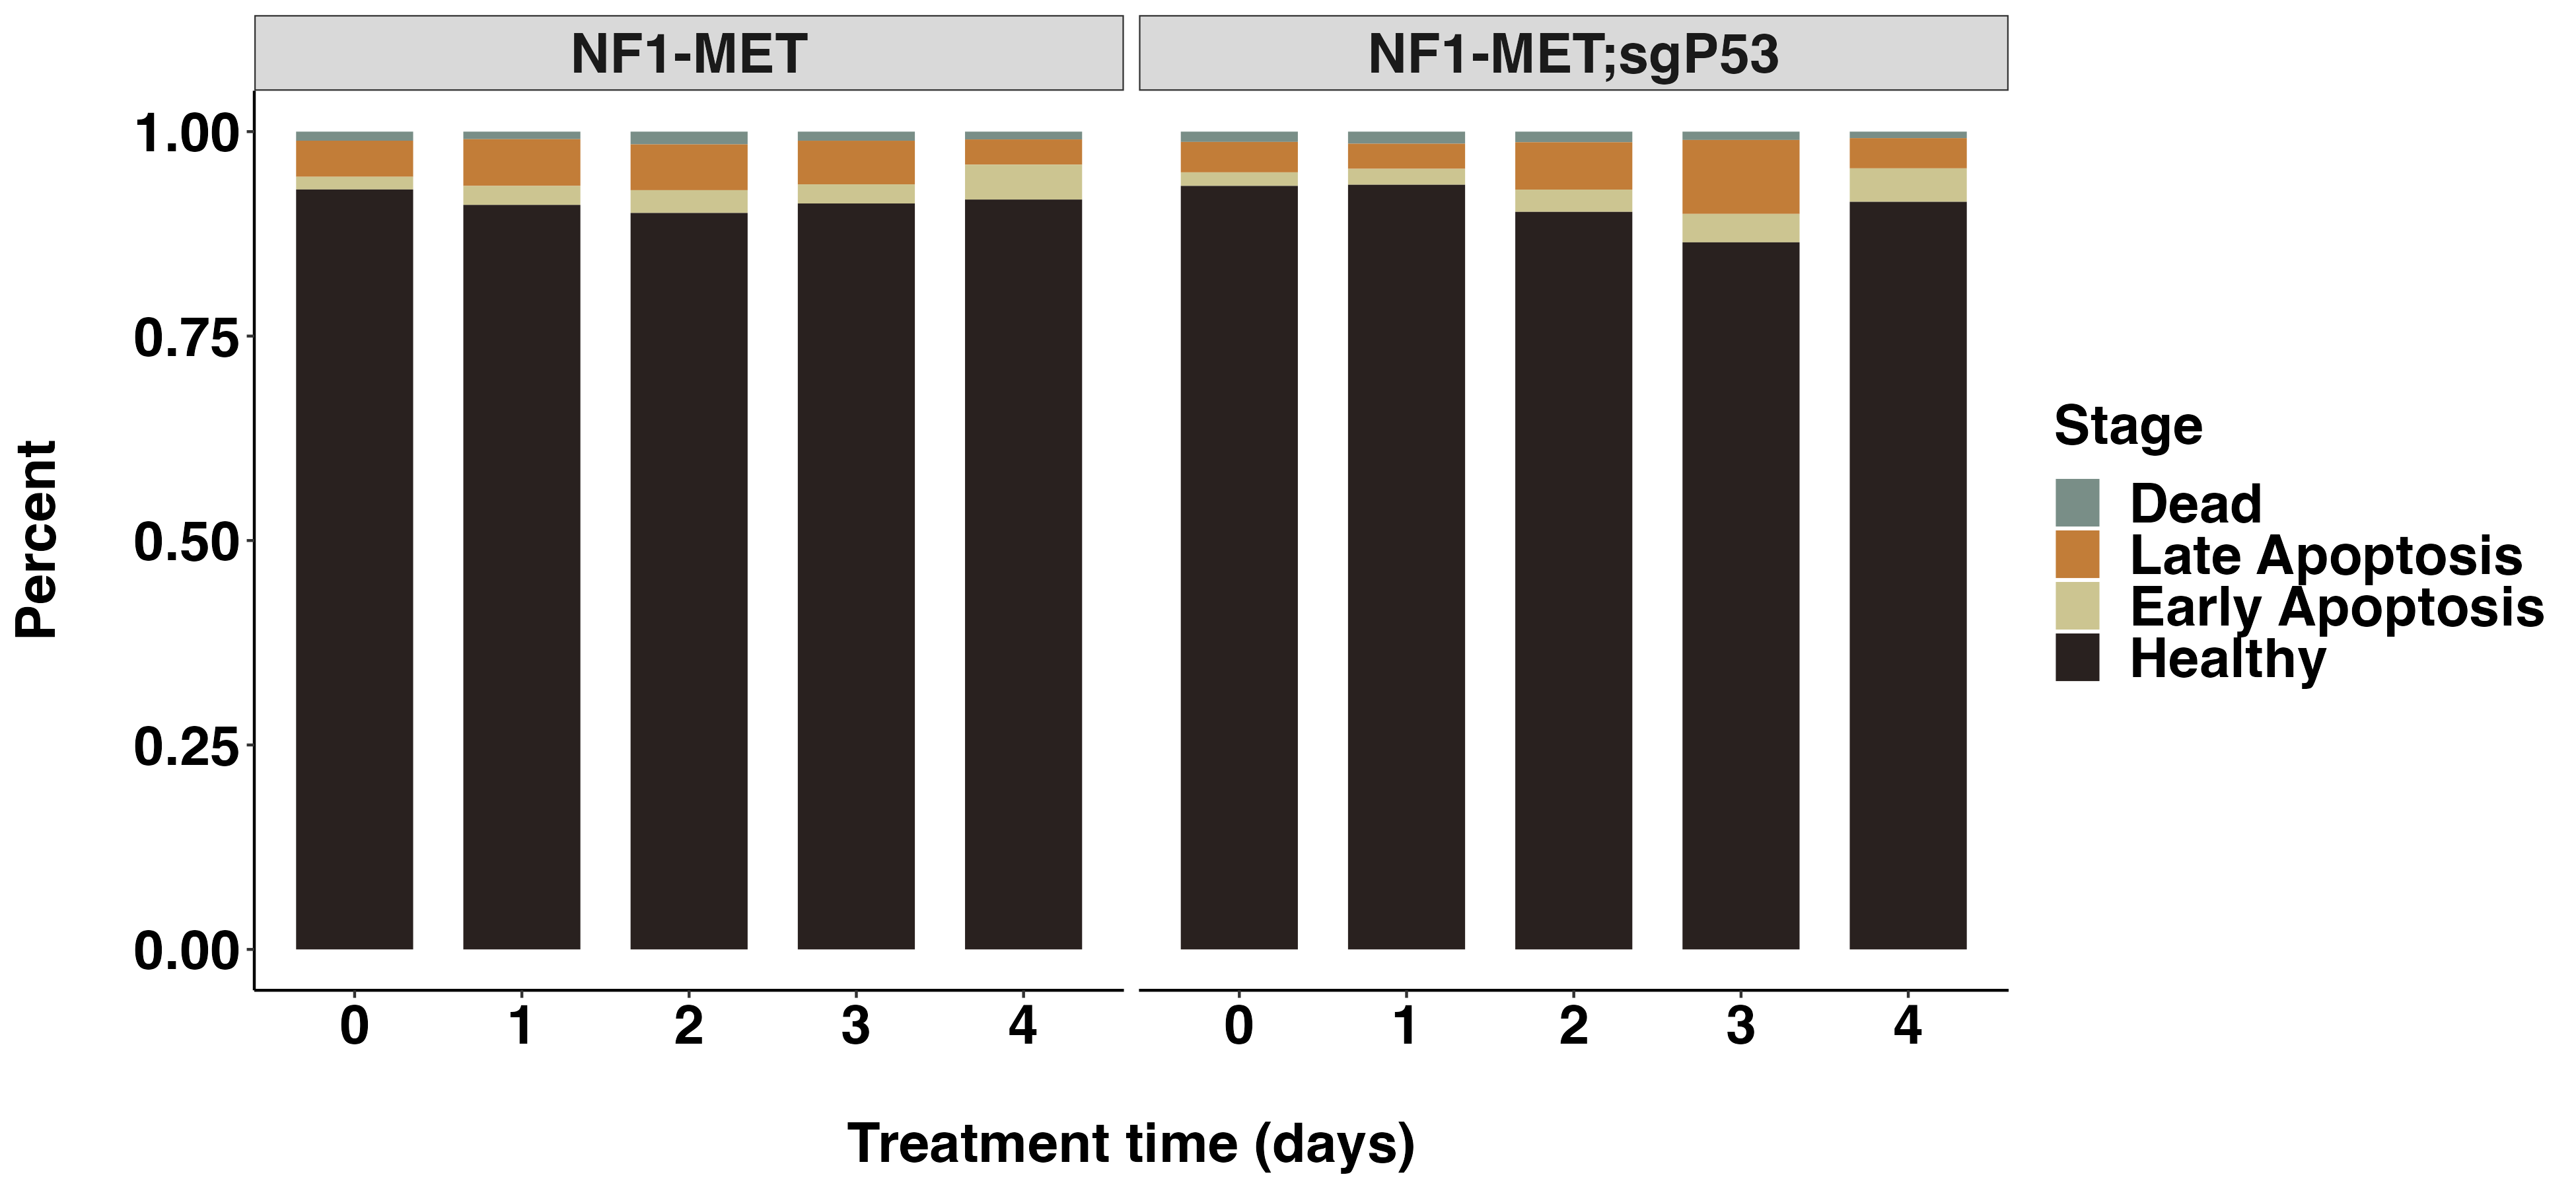 NF1-MET
NF1-MET;sgP53
1.00
0.75
0.50
0.25
0.00
Percent
0 1 2 3 4
0 1 2 3 4
Treatment time (days)
Stage
Dead
Late Apoptosis
Early Apoptosis
Healthy